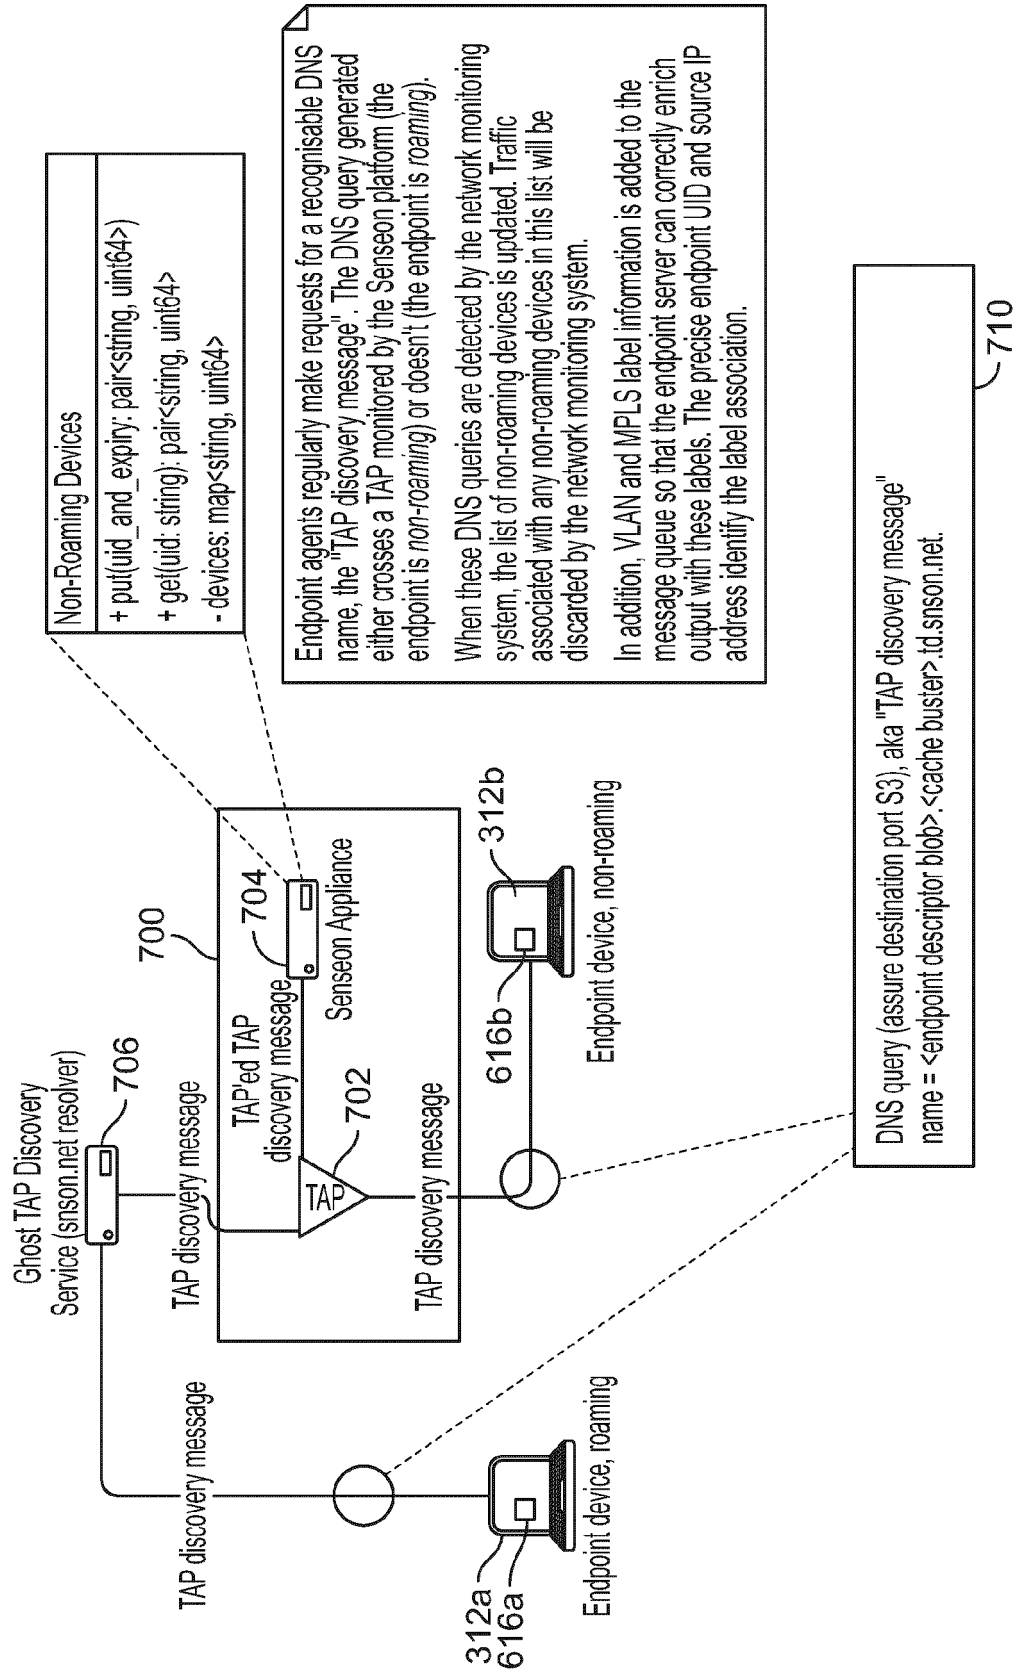 Ghost TAP Discovery
Service (snson.net resolver)
706
TAP discovery message
TAP discovery message
700
TAP'ed TAP
discovery message
704
Senseon Appliance
TAP
702
TAP discovery message
312a
616a
Endpoint device, roaming
616b
312b
Endpoint device, non-roaming
Non-Roaming Devices
+ put(uid_and_expiry: pair<string, uint64>)
+ get(uid: string): pair<string, uint64>
- devices: map<string, uint64>
Endpoint agents regularly make requests for a recognisable DNS
name, the "TAP discovery message". The DNS query generated
either crosses a TAP monitored by the Senseon platform (the
endpoint is non-roaming) or doesn't (the endpoint is roaming).
When these DNS queries are detected by the network monitoring
system, the list of non-roaming devices is updated. Traffic
associated with any non-roaming devices in this list will be
discarded by the network monitoring system.
In addition, VLAN and MPLS label information is added to the
message queue so that the endpoint server can correctly enrich
output with these labels. The precise endpoint UID and source IP
address identify the label association.
DNS query (assure destination port S3), aka "TAP discovery message"
name = <endpoint descriptor blob>.<cache buster>.td.snson.net.
710